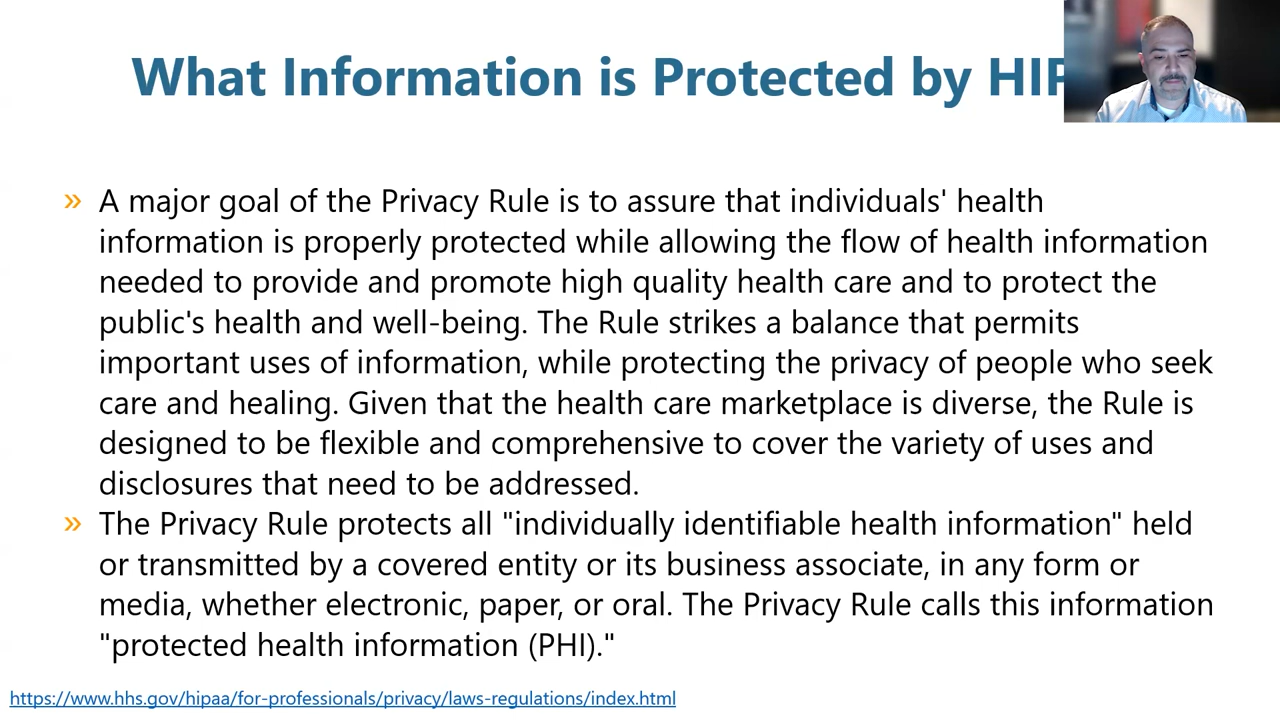 What Information is Protected by HIP
» A major goal of the Privacy Rule is to assure that individuals' health
information is properly protected while allowing the flow of health information
needed to provide and promote high quality health care and to protect the
public's health and well-being. The Rule strikes a balance that permits
important uses of information, while protecting the privacy of people who seek
care and healing. Given that the health care marketplace is diverse, the Rule is
designed to be flexible and comprehensive to cover the variety of uses and
disclosures that need to be addressed.
» The Privacy Rule protects all "individually identifiable health information" held
or transmitted by a covered entity or its business associate, in any form or
media, whether electronic, paper, or oral. The Privacy Rule calls this information
"protected health information (PHI)."
https://www.hhs.gov/hipaa/for-professionals/privacy/laws-regulations/index.html